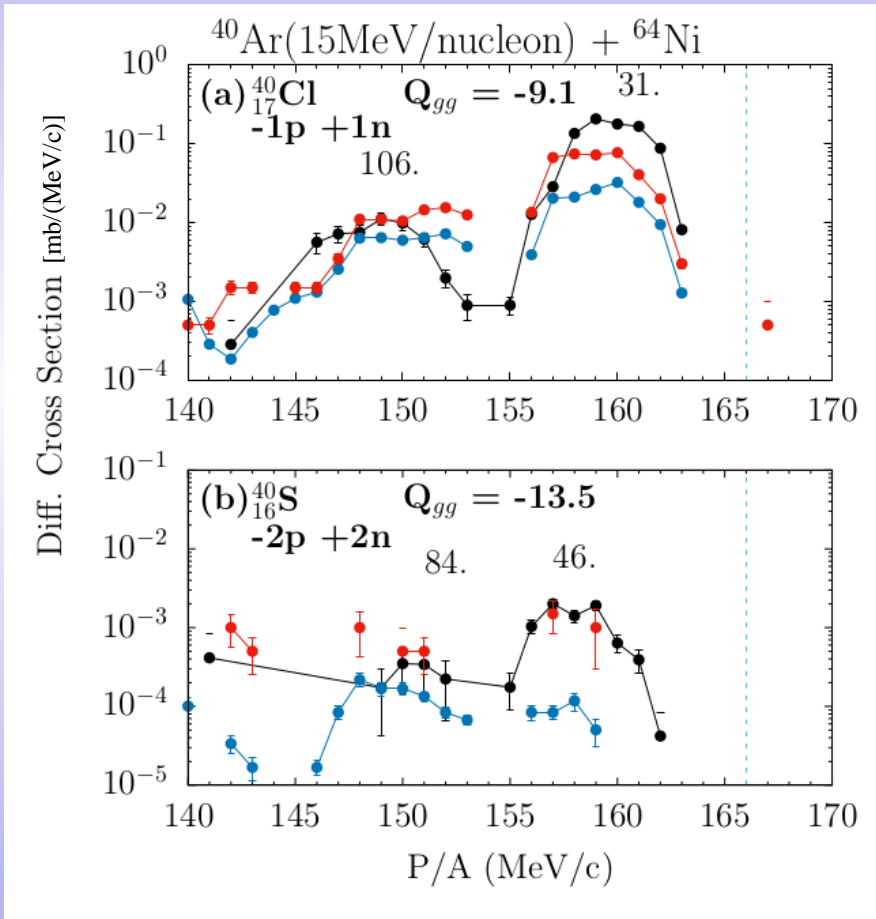 ⁴⁰Ar(15MeV/nucleon) + ⁶⁴Ni
10⁰
10⁻¹
10⁻²
10⁻³
10⁻⁴
(a) ⁴⁰₁₇Cl Q_gg = -9.1 31.
-1p +1n
106.
140 145 150 155 160 165 170
Diff. Cross Section [mb/(MeV/c)]
10⁻¹
10⁻²
10⁻³
10⁻⁴
10⁻⁵
(b) ⁴⁰₁₆S Q_gg = -13.5
-2p +2n
84. 46.
140 145 150 155 160 165 170
P/A (MeV/c)